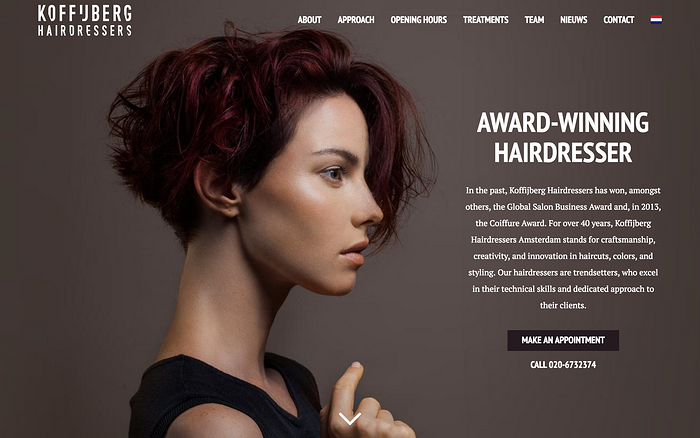 KOFFIJBERG
HAIRDRESSERS
ABOUT APPROACH OPENING HOURS TREATMENTS TEAM NIEUWS CONTACT
AWARD-WINNING
HAIRDRESSER
In the past, Koffijberg Hairdressers has won, amongst
others, the Global Salon Business Award and, in 2013,
the Coiffure Award. For over 40 years, Koffijberg
Hairdressers Amsterdam stands for craftsmanship,
creativity, and innovation in haircuts, colors, and
styling. Our hairdressers are trendsetters, who excel
in their technical skills and dedicated approach to
their clients.
MAKE AN APPOINTMENT
CALL 020-6732374